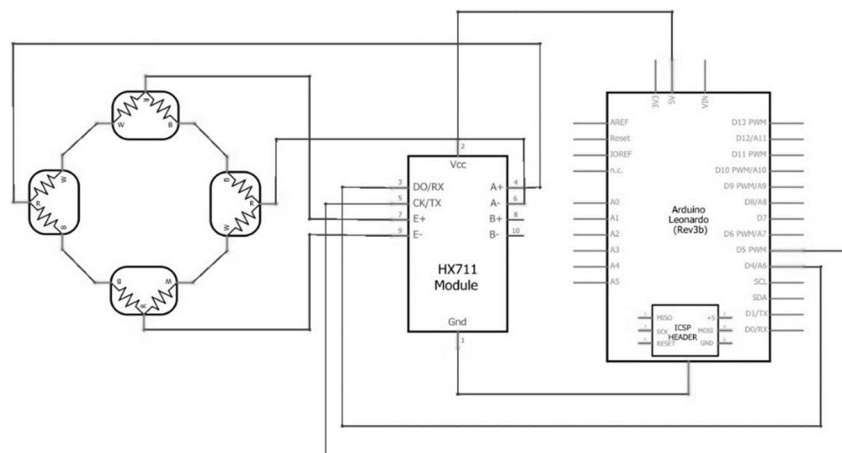 R
W
B
W
R
B
B
R
W
B
R
W
2
Vcc
3
DO/RX
A+
4
5
CK/TX
A-
6
7
E+
B+
8
9
E-
B-
10
HX711
Module
Gnd
1
3V3
5V
VIN
AREF
Reset
IOREF
n.c.
A0
A1
A2
A3
A4
A5
D13 PWM
D12/A11
D11 PWM
D10 PWM/A10
D9 PWM/A9
D8/A8
D7
D6 PWM/A7
D5 PWM
D4/A6
SCL
SDA
D1/TX
D0/RX
Arduino
Leonardo
(Rev3b)
MISO
+5
SCK
MOSI
RESET
GND
ICSP
HEADER